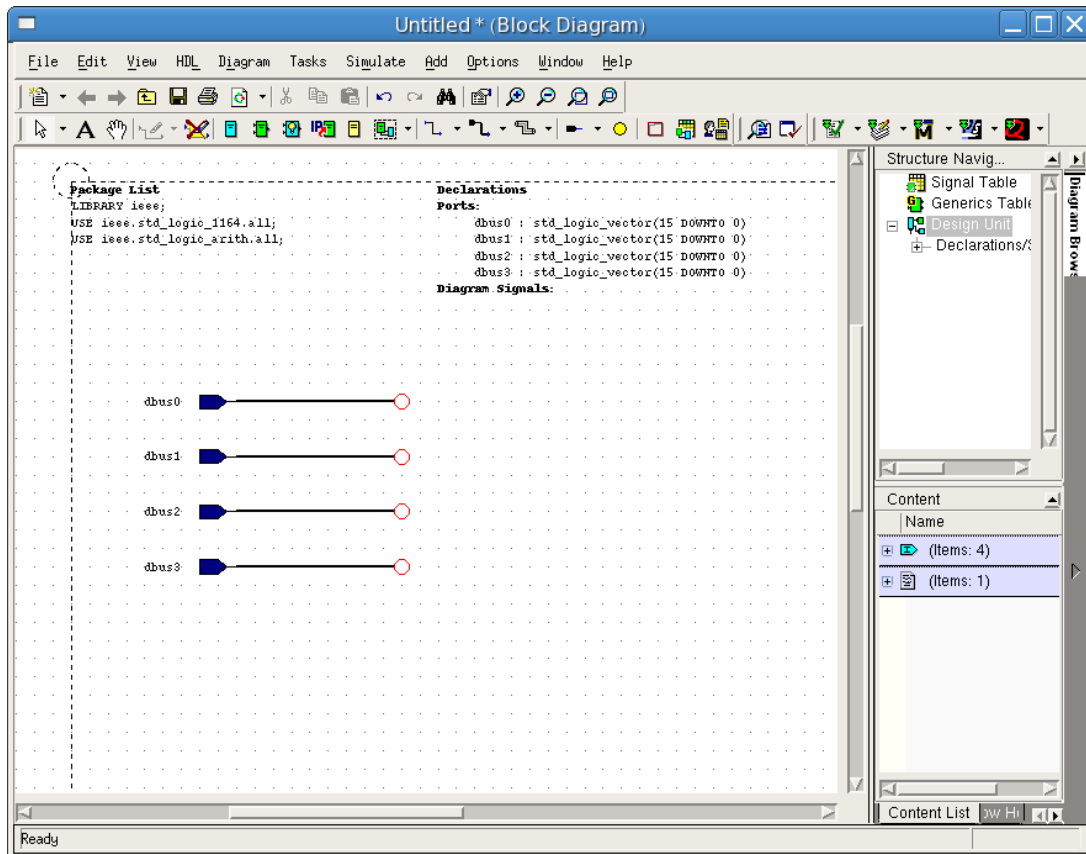 Untitled * (Block Diagram)
File Edit View HDL Diagram Tasks Simulate Add Options Window Help
Structure Navig...
Signal Table
Generics Table
Design Unit
Declarations/S
Diagram Brows
Package List
LIBRARY ieee;
USE ieee.std_logic_1164.all;
USE ieee.std_logic_arith.all;
Declarations
Ports:
dbus0 : std_logic_vector(15 DOWNTO 0)
dbus1 : std_logic_vector(15 DOWNTO 0)
dbus2 : std_logic_vector(15 DOWNTO 0)
dbus3 : std_logic_vector(15 DOWNTO 0)
Diagram Signals:
dbus0
dbus1
dbus2
dbus3
Content
Name
(Items: 4)
(Items: 1)
Content List
Ready